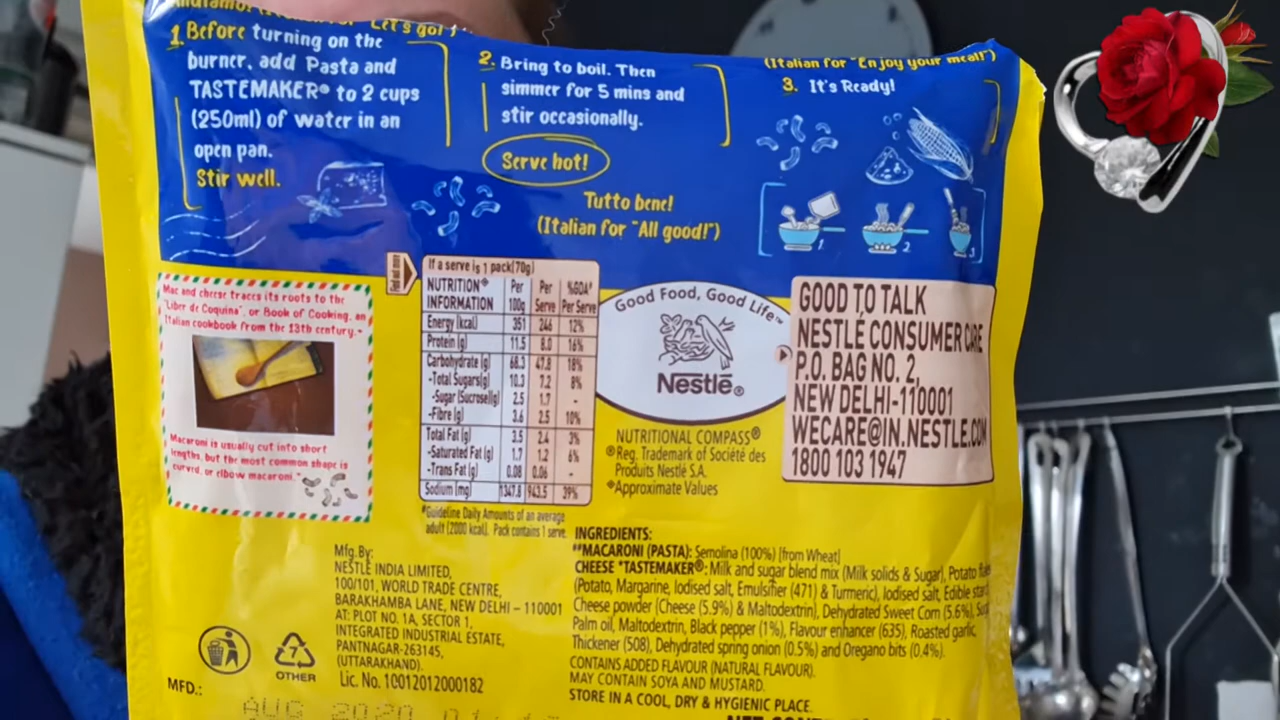 Let's go!
1. Before turning on the
burner, add Pasta and
TASTEMAKER® to 2 cups
(250ml) of water in an
open pan.
Stir well.
2. Bring to boil. Then
simmer for 5 mins and
stir occasionally.
Serve hot!
Tutto bene!
(Italian for "All good!")
(Italian for "Enjoy your meal!")
3. It's Ready!
1
2
3
Mac and cheese traces its roots to the
"Liber de Coquina", or Book of Cooking, an
Italian cookbook from the 13th century.~
Macaroni is usually cut into short
lengths, but the most common shape is
curved, or elbow macaroni.~
Find out more
If a serve is 1 pack(70g)
NUTRITION® Per Per %GDA#
INFORMATION 100g Serve Per Serve
Energy (kcal) 351 246 12%
Protein (g) 11.5 8.0 16%
Carbohydrate (g) 68.3 47.8 18%
-Total Sugars(g) 10.3 7.2 8%
-Sugar (Sucrose)(g) 2.5 1.7 -
-Fibre (g) 3.6 2.5 10%
Total Fat (g) 3.5 2.4 3%
-Saturated Fat (g) 1.7 1.2 6%
-Trans Fat (g) 0.08 0.06 -
Sodium (mg) 1347.8 943.5 39%
#Guideline Daily Amounts of an average
adult (2000 kcal). Pack contains 1 serve.
Good Food, Good Life™
Nestlé®
NUTRITIONAL COMPASS®
®Reg. Trademark of Société des
Produits Nestlé S.A.
Approximate Values
GOOD TO TALK
NESTLÉ CONSUMER CARE
P.O. BAG NO. 2,
NEW DELHI-110001
WECARE@IN.NESTLE.COM
1800 103 1947
Mfg.By:
NESTLÉ INDIA LIMITED,
100/101, WORLD TRADE CENTRE,
BARAKHAMBA LANE, NEW DELHI – 110001
AT: PLOT NO. 1A, SECTOR 1,
INTEGRATED INDUSTRIAL ESTATE,
PANTNAGAR-263145,
(UTTARAKHAND).
Lic. No. 10012012000182
7
OTHER
MFD.:
AUG 2020
INGREDIENTS:
**MACARONI (PASTA): Semolina (100%) [from Wheat]
CHEESE *TASTEMAKER®: Milk and sugar blend mix (Milk solids & Sugar), Potato
(Potato, Margarine, Iodised salt, Emulsifier (471) & Turmeric), Iodised salt, Edible
Cheese powder (Cheese (5.9%) & Maltodextrin), Dehydrated Sweet Corn (5.6%),
Palm oil, Maltodextrin, Black pepper (1%), Flavour enhancer (635), Roasted garlic,
Thickener (508), Dehydrated spring onion (0.5%) and Oregano bits (0.4%).
CONTAINS ADDED FLAVOUR (NATURAL FLAVOUR).
MAY CONTAIN SOYA AND MUSTARD.
STORE IN A COOL, DRY & HYGIENIC PLACE.